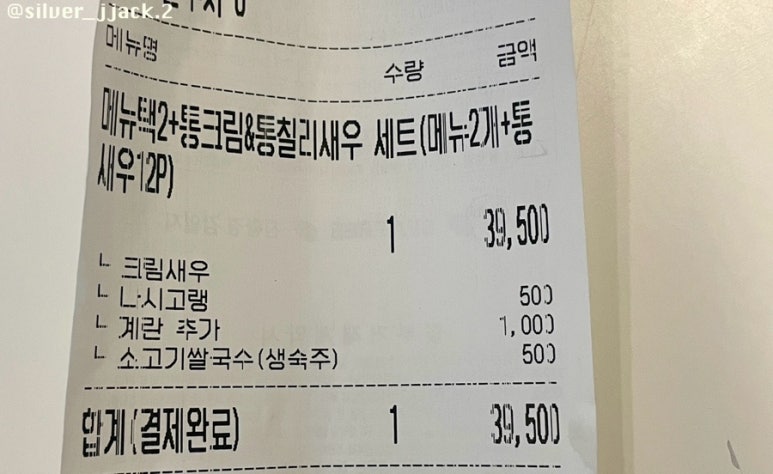 @silver_jjack.2
메뉴명 수량 금액
메뉴택2+통크림&통칠리새우 세트(메뉴2개+통
새우12P)
1 39,500
└ 크림새우
└ 나시고랭 500
└ 계란 추가 1,000
└ 소고기쌀국수(생숙주) 500
합계(결제완료) 1 39,500